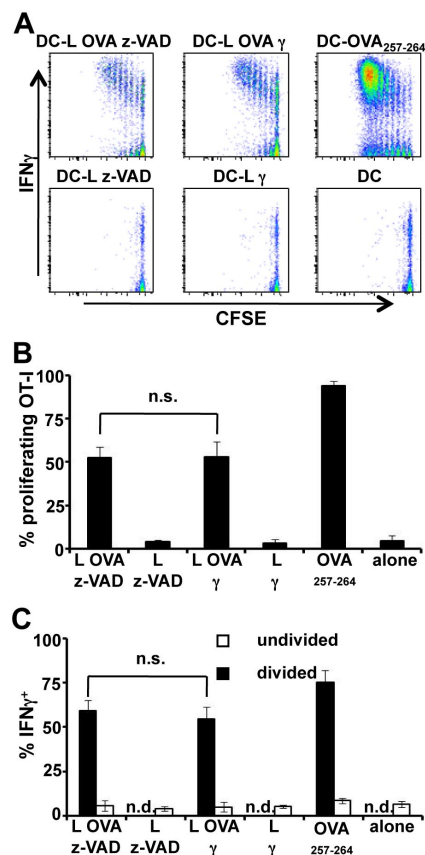 A
DC-L OVA z-VAD DC-L OVA γ DC-OVA257-264
IFNγ
DC-L z-VAD DC-L γ DC
CFSE
B
% proliferating OT-I
100
75
50
25
0
n.s.
L OVA L L OVA L OVA alone
z-VAD z-VAD γ γ 257-264
C
% IFNγ+
100
75
50
25
0
undivided
divided
n.s.
n.d. n.d. n.d.
L OVA L L OVA L OVA alone
z-VAD z-VAD γ γ 257-264